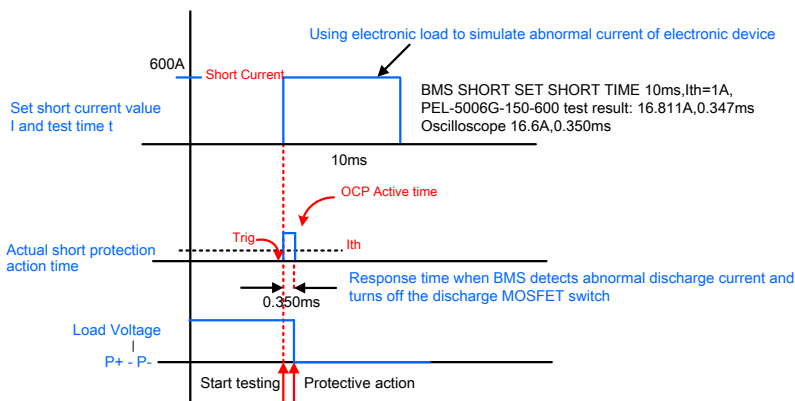 Using electronic load to simulate abnormal current of electronic device
600A
Short Current
BMS SHORT SET SHORT TIME 10ms,Ith=1A,
PEL-5006G-150-600 test result: 16.811A,0.347ms
Oscilloscope 16.6A,0.350ms
Set short current value
I and test time t
10ms
OCP Active time
Trig
Ith
Actual short protection
action time
Response time when BMS detects abnormal discharge current and
turns off the discharge MOSFET switch
0.350ms
Load Voltage
|
P+ - P-
Start testing
Protective action